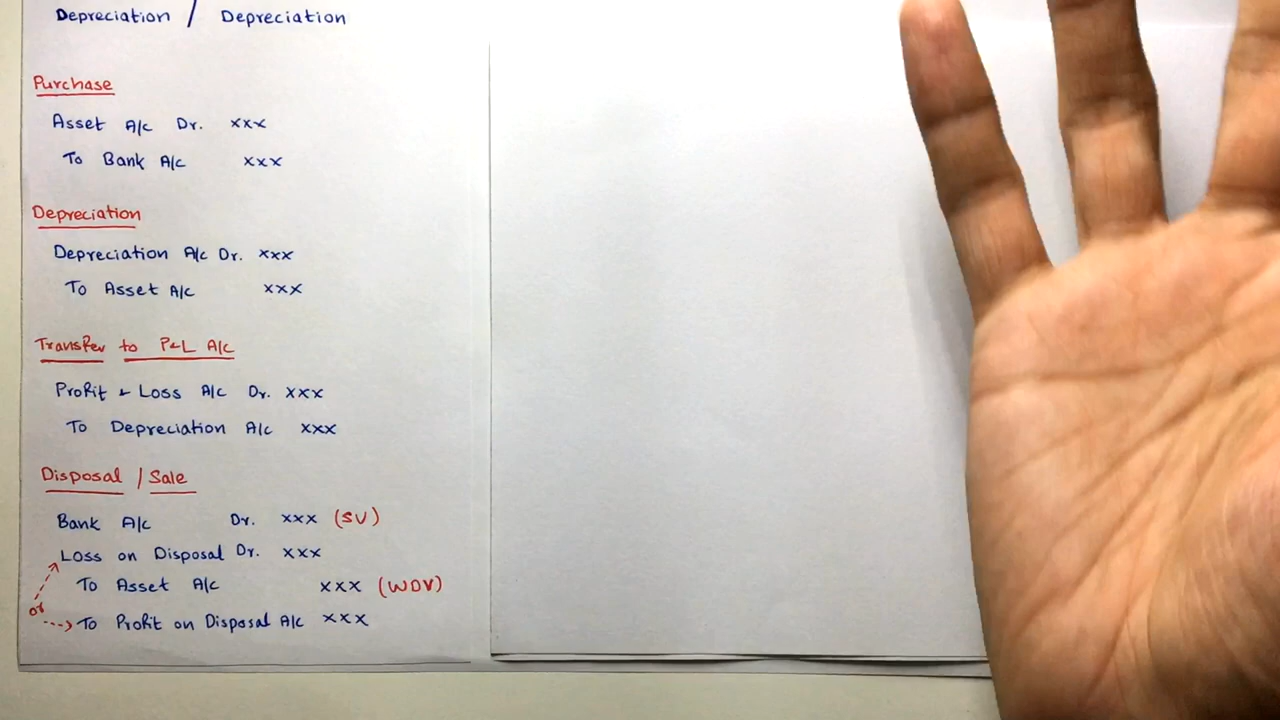 Depreciation / Depreciation
Purchase
Asset A/c Dr. xxx
To Bank A/c xxx
Depreciation
Depreciation A/c Dr. xxx
To Asset A/c xxx
Transfer to P&L A/c
Profit & Loss A/c Dr. xxx
To Depreciation A/c xxx
Disposal / Sale
Bank A/c Dr. xxx (SV)
Loss on Disposal Dr. xxx
To Asset A/c xxx (WDV)
or
To Profit on Disposal A/c xxx